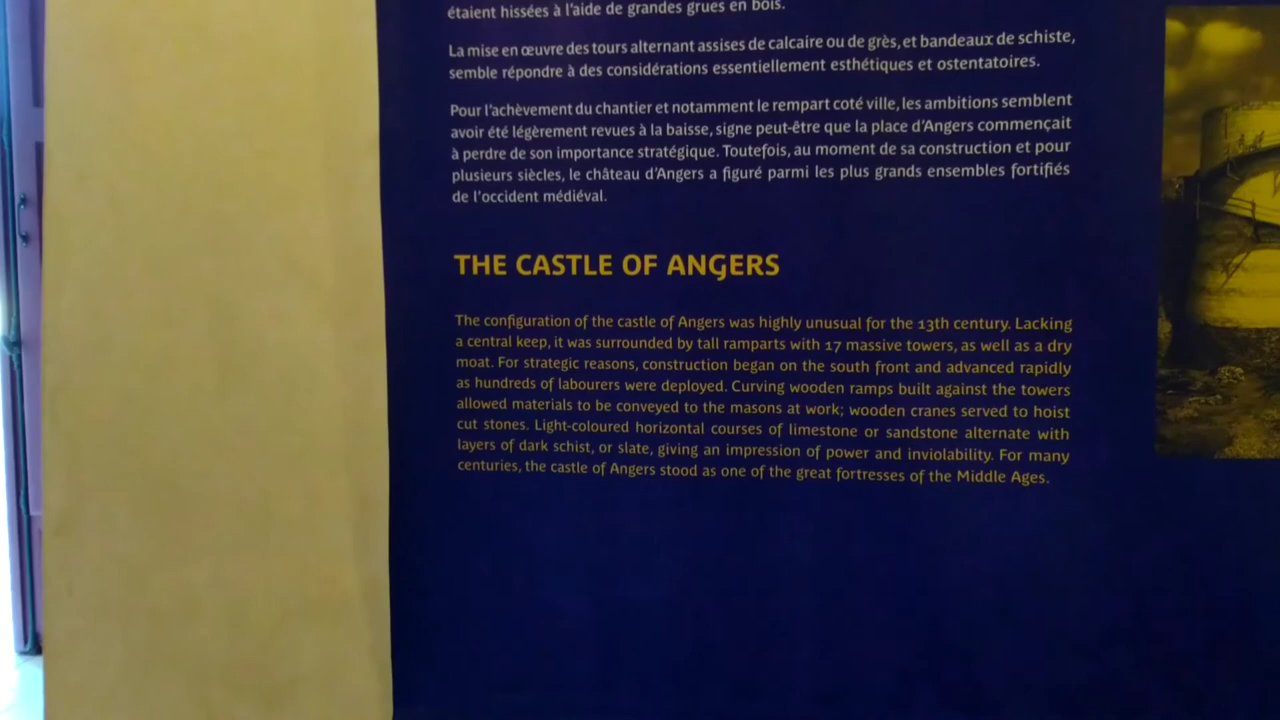 étaient hissées à l'aide de grandes grues en bois.
La mise en œuvre des tours alternant assises de calcaire ou de grès, et bandeaux de schiste,
semble répondre à des considérations essentiellement esthétiques et ostentatoires.
Pour l'achèvement du chantier et notamment le rempart coté ville, les ambitions semblent
avoir été légèrement revues à la baisse, signe peut-être que la place d'Angers commençait
à perdre de son importance stratégique. Toutefois, au moment de sa construction et pour
plusieurs siècles, le château d'Angers a figuré parmi les plus grands ensembles fortifiés
de l'occident médiéval.
THE CASTLE OF ANGERS
The configuration of the castle of Angers was highly unusual for the 13th century. Lacking
a central keep, it was surrounded by tall ramparts with 17 massive towers, as well as a dry
moat. For strategic reasons, construction began on the south front and advanced rapidly
as hundreds of labourers were deployed. Curving wooden ramps built against the towers
allowed materials to be conveyed to the masons at work; wooden cranes served to hoist
cut stones. Light-coloured horizontal courses of limestone or sandstone alternate with
layers of dark schist, or slate, giving an impression of power and inviolability. For many
centuries, the castle of Angers stood as one of the great fortresses of the Middle Ages.